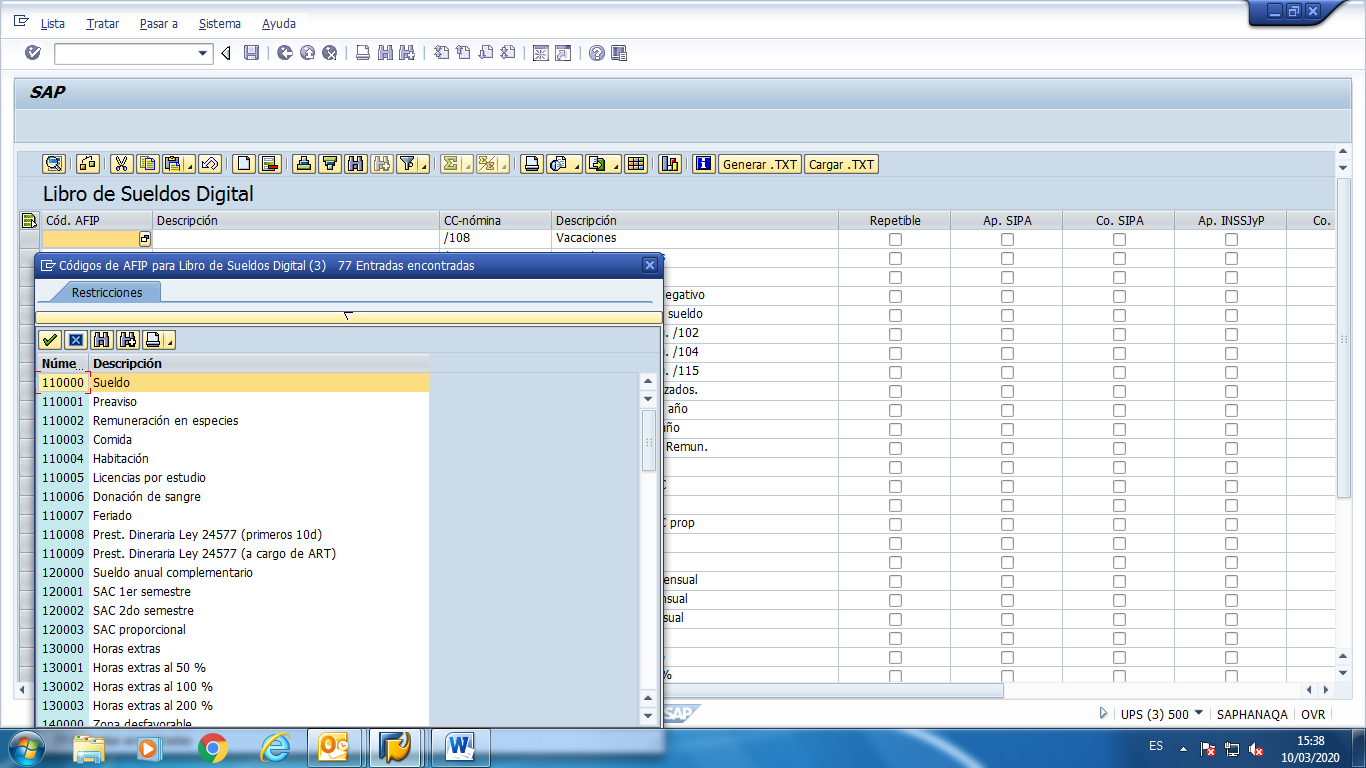 Lista Tratar Pasar a Sistema Ayuda
SAP
Generar .TXT Cargar .TXT
Libro de Sueldos Digital
Cód. AFIP Descripción CC-nómina Descripción Repetible Ap. SIPA Co. SIPA Ap. INSSJyP Co.
/108 Vacaciones
Códigos de AFIP para Libro de Sueldos Digital (3) 77 Entradas encontradas
Restricciones
egativo
sueldo
. /102
. /104
. /115
zados.
año
año
Remun.
prop
ensual
nsual
sual
%
Núme... Descripción
110000 Sueldo
110001 Preaviso
110002 Remuneración en especies
110003 Comida
110004 Habitación
110005 Licencias por estudio
110006 Donación de sangre
110007 Feriado
110008 Prest. Dineraria Ley 24577 (primeros 10d)
110009 Prest. Dineraria Ley 24577 (a cargo de ART)
120000 Sueldo anual complementario
120001 SAC 1er semestre
120002 SAC 2do semestre
120003 SAC proporcional
130000 Horas extras
130001 Horas extras al 50 %
130002 Horas extras al 100 %
130003 Horas extras al 200 %
140000 Zona desfavorable
SAP
UPS (3) 500 SAPHANAQA OVR
ES
15:38
10/03/2020